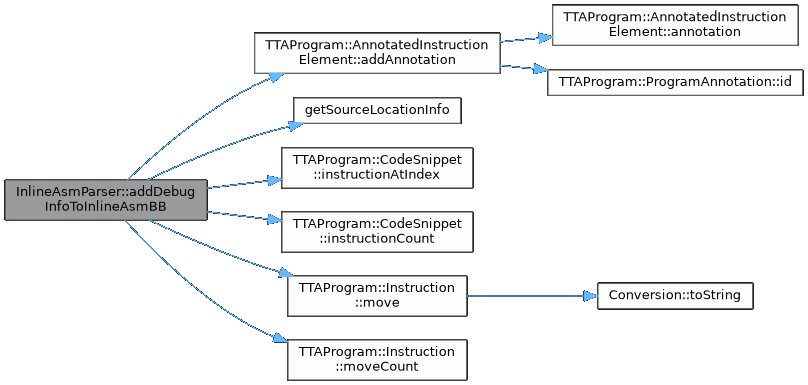 InlineAsmParser::addDebug
InfoToInlineAsmBB
TTAProgram::AnnotatedInstruction
Element::addAnnotation
TTAProgram::AnnotatedInstruction
Element::annotation
TTAProgram::ProgramAnnotation::id
getSourceLocationInfo
TTAProgram::CodeSnippet
::instructionAtIndex
TTAProgram::CodeSnippet
::instructionCount
TTAProgram::Instruction
::move
Conversion::toString
TTAProgram::Instruction
::moveCount